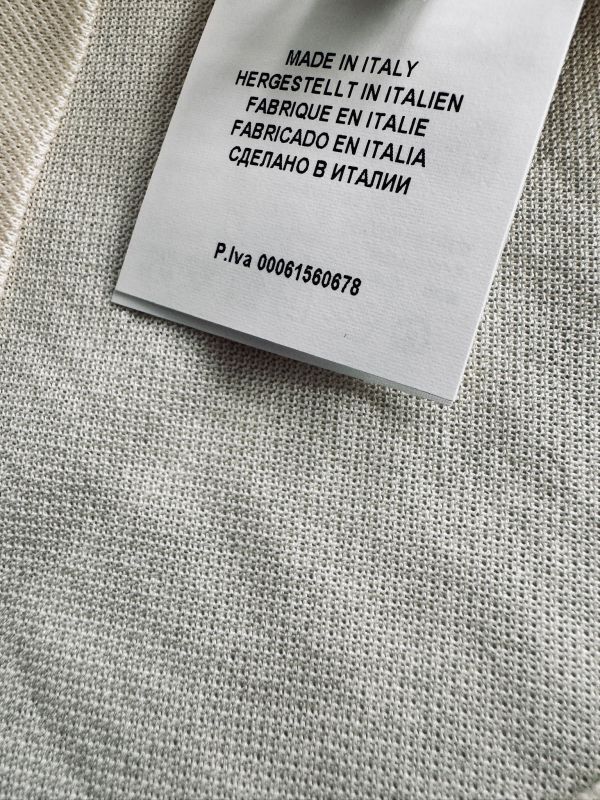 MADE IN ITALY
HERGESTELLT IN ITALIEN
FABRIQUE EN ITALIE
FABRICADO EN ITALIA
СДЕЛАНО В ИТАЛИИ
P.Iva 00061560678